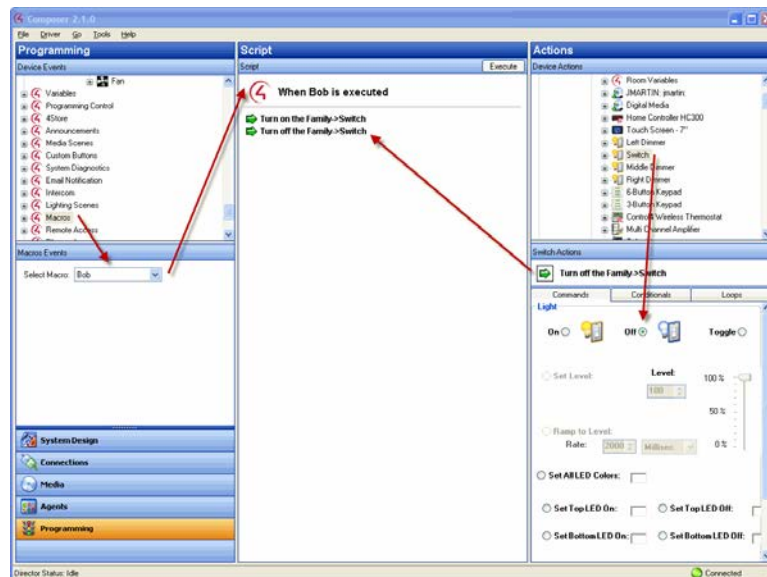 Composer 2.1.0
File Driver Go Tools Help
Programming
Device Events
Fan
Variables
Programming Control
4Store
Announcements
Media Scenes
Custom Buttons
System Diagnostics
Email Notification
Intercom
Lighting Scenes
Macros
Remote Access
Macros Events
Select Macro: Bob
System Design
Connections
Media
Agents
Programming
Director Status: Idle
Script
Script Execute
When Bob is executed
Turn on the Family->Switch
Turn off the Family->Switch
Actions
Device Actions
Room Variables
JMARTIN: jmartin
Digital Media
Home Controller HC300
Touch Screen - 7"
Left Dimmer
Switch
Middle Dimmer
Right Dimmer
6-Button Keypad
3-Button Keypad
Control4 Wireless Thermostat
Multi Channel Amplifier
Switch Actions
Turn off the Family->Switch
Commands Conditionals Loops
Light
On Off Toggle
Set Level: Level: 100 %
100
50 %
Ramp to Level:
Rate: 2000 Millisec 0 %
Set All LED Colors:
Set Top LED On: Set Top LED Off:
Set Bottom LED On: Set Bottom LED Off:
Connected